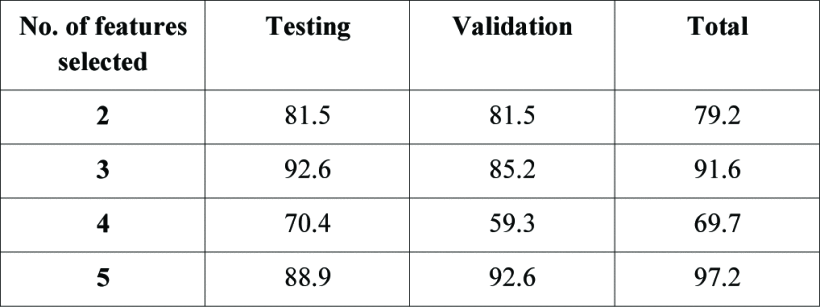 No. of features selected Testing Validation Total
2 81.5 81.5 79.2
3 92.6 85.2 91.6
4 70.4 59.3 69.7
5 88.9 92.6 97.2